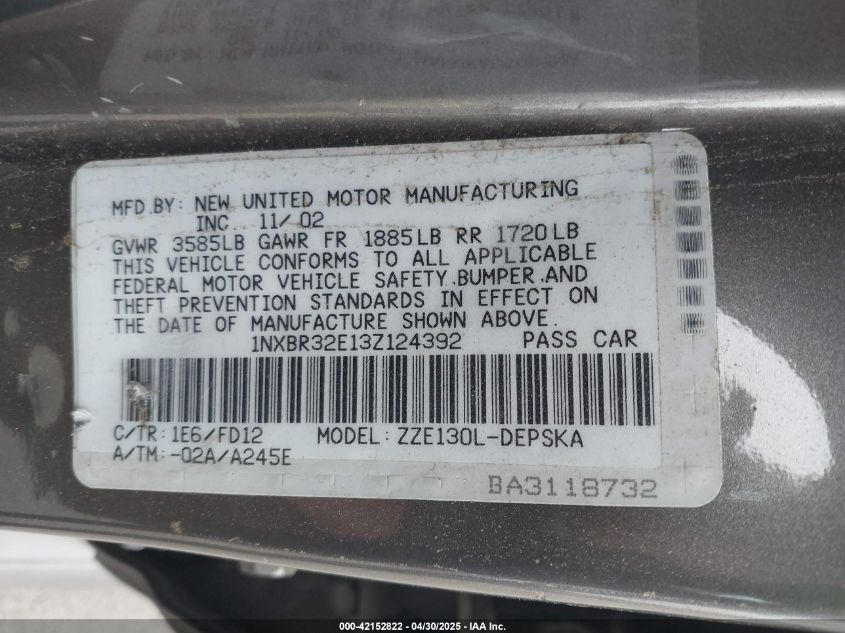 MFD BY: NEW UNITED MOTOR MANUFACTURING
INC 11/02
GVWR 3585LB GAWR FR 1885LB RR 1720LB
THIS VEHICLE CONFORMS TO ALL APPLICABLE
FEDERAL MOTOR VEHICLE SAFETY, BUMPER, AND
THEFT PREVENTION STANDARDS IN EFFECT ON
THE DATE OF MANUFACTURE SHOWN ABOVE.
1NXBR32E13Z124392 PASS CAR
C/TR: 1E6/FD12 MODEL: ZZE130L-DEPSKA
A/TM: -02A/A245E
BA3118732
000-42152822 - 04/30/2025 - IAA Inc.